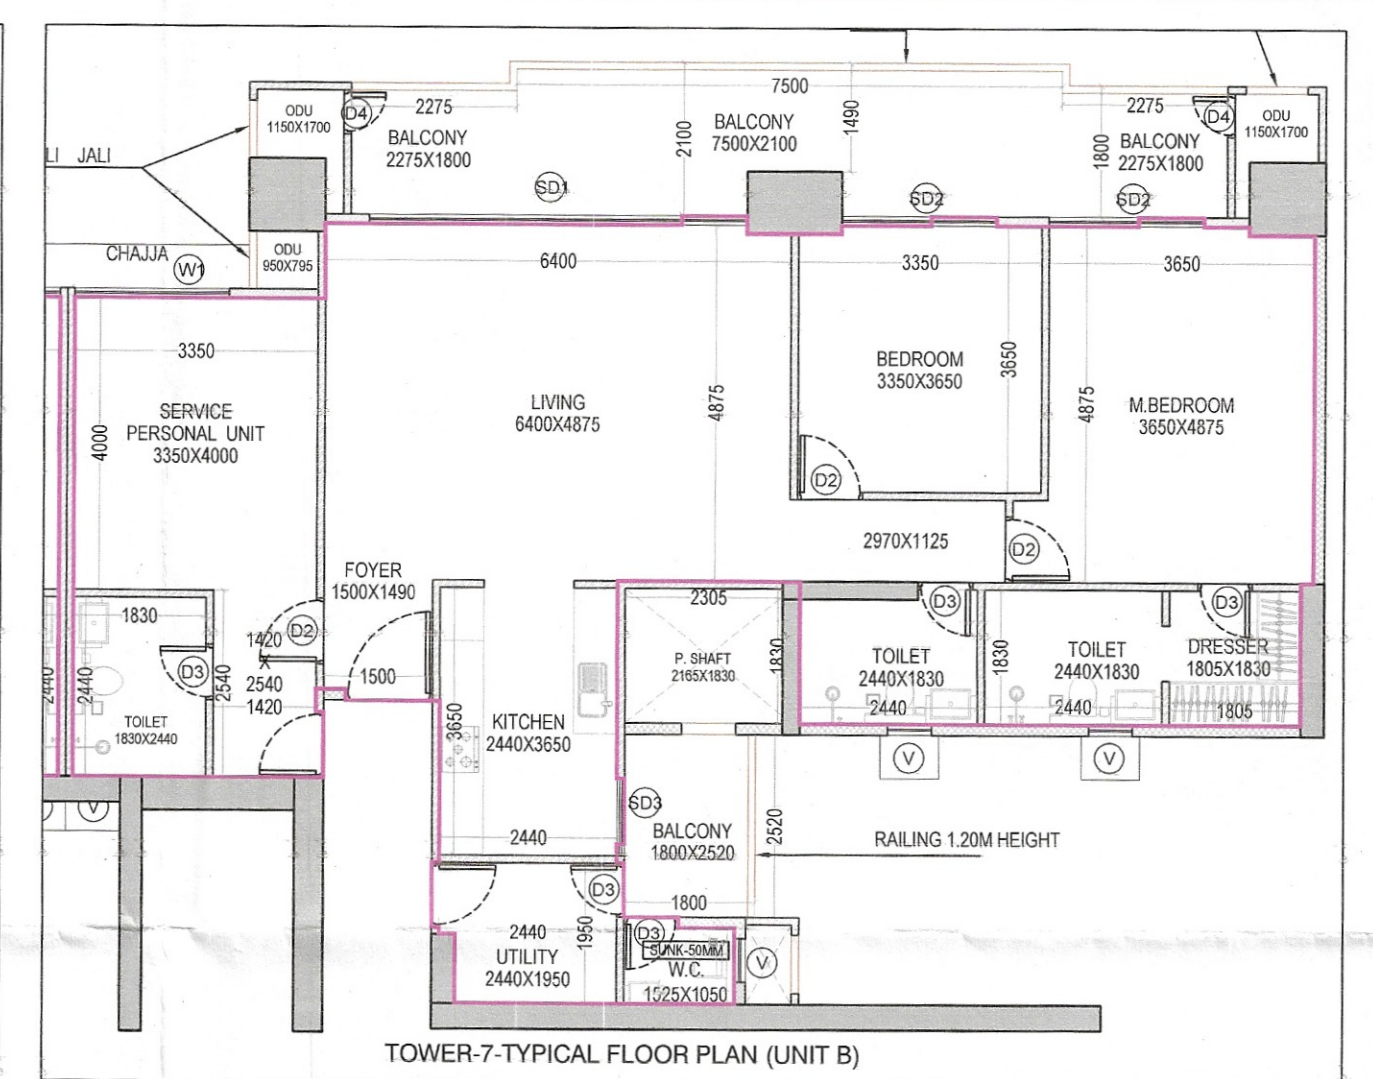 7500
2275
2275
ODU
1150X1700
D4
BALCONY
2275X1800
2100
BALCONY
7500X2100
1490
1800
BALCONY
2275X1800
D4
ODU
1150X1700
LI JALI
SD1
SD2
SD2
CHAJJA
W1
ODU
950X795
6400
3350
3650
3350
SERVICE
PERSONAL UNIT
3350X4000
4000
LIVING
6400X4875
4875
BEDROOM
3350X3650
3650
D2
4875
M.BEDROOM
3650X4875
2970X1125
D2
FOYER
1500X1490
1500
1830
D2
1420
X
2540
1420
D3
2540
2440
2440
TOILET
1830X2440
V
KITCHEN
2440X3650
3650
2440
2305
P. SHAFT
2165X1830
1830
D3
TOILET
2440X1830
2440
1830
TOILET
2440X1830
2440
D3
DRESSER
1805X1830
1805
V
V
SD3
BALCONY
1800X2520
2520
1800
RAILING 1.20M HEIGHT
D3
2440
1950
UTILITY
2440X1950
D3
SUNK-50MM
W.C.
1525X1050
V
TOWER-7-TYPICAL FLOOR PLAN (UNIT B)